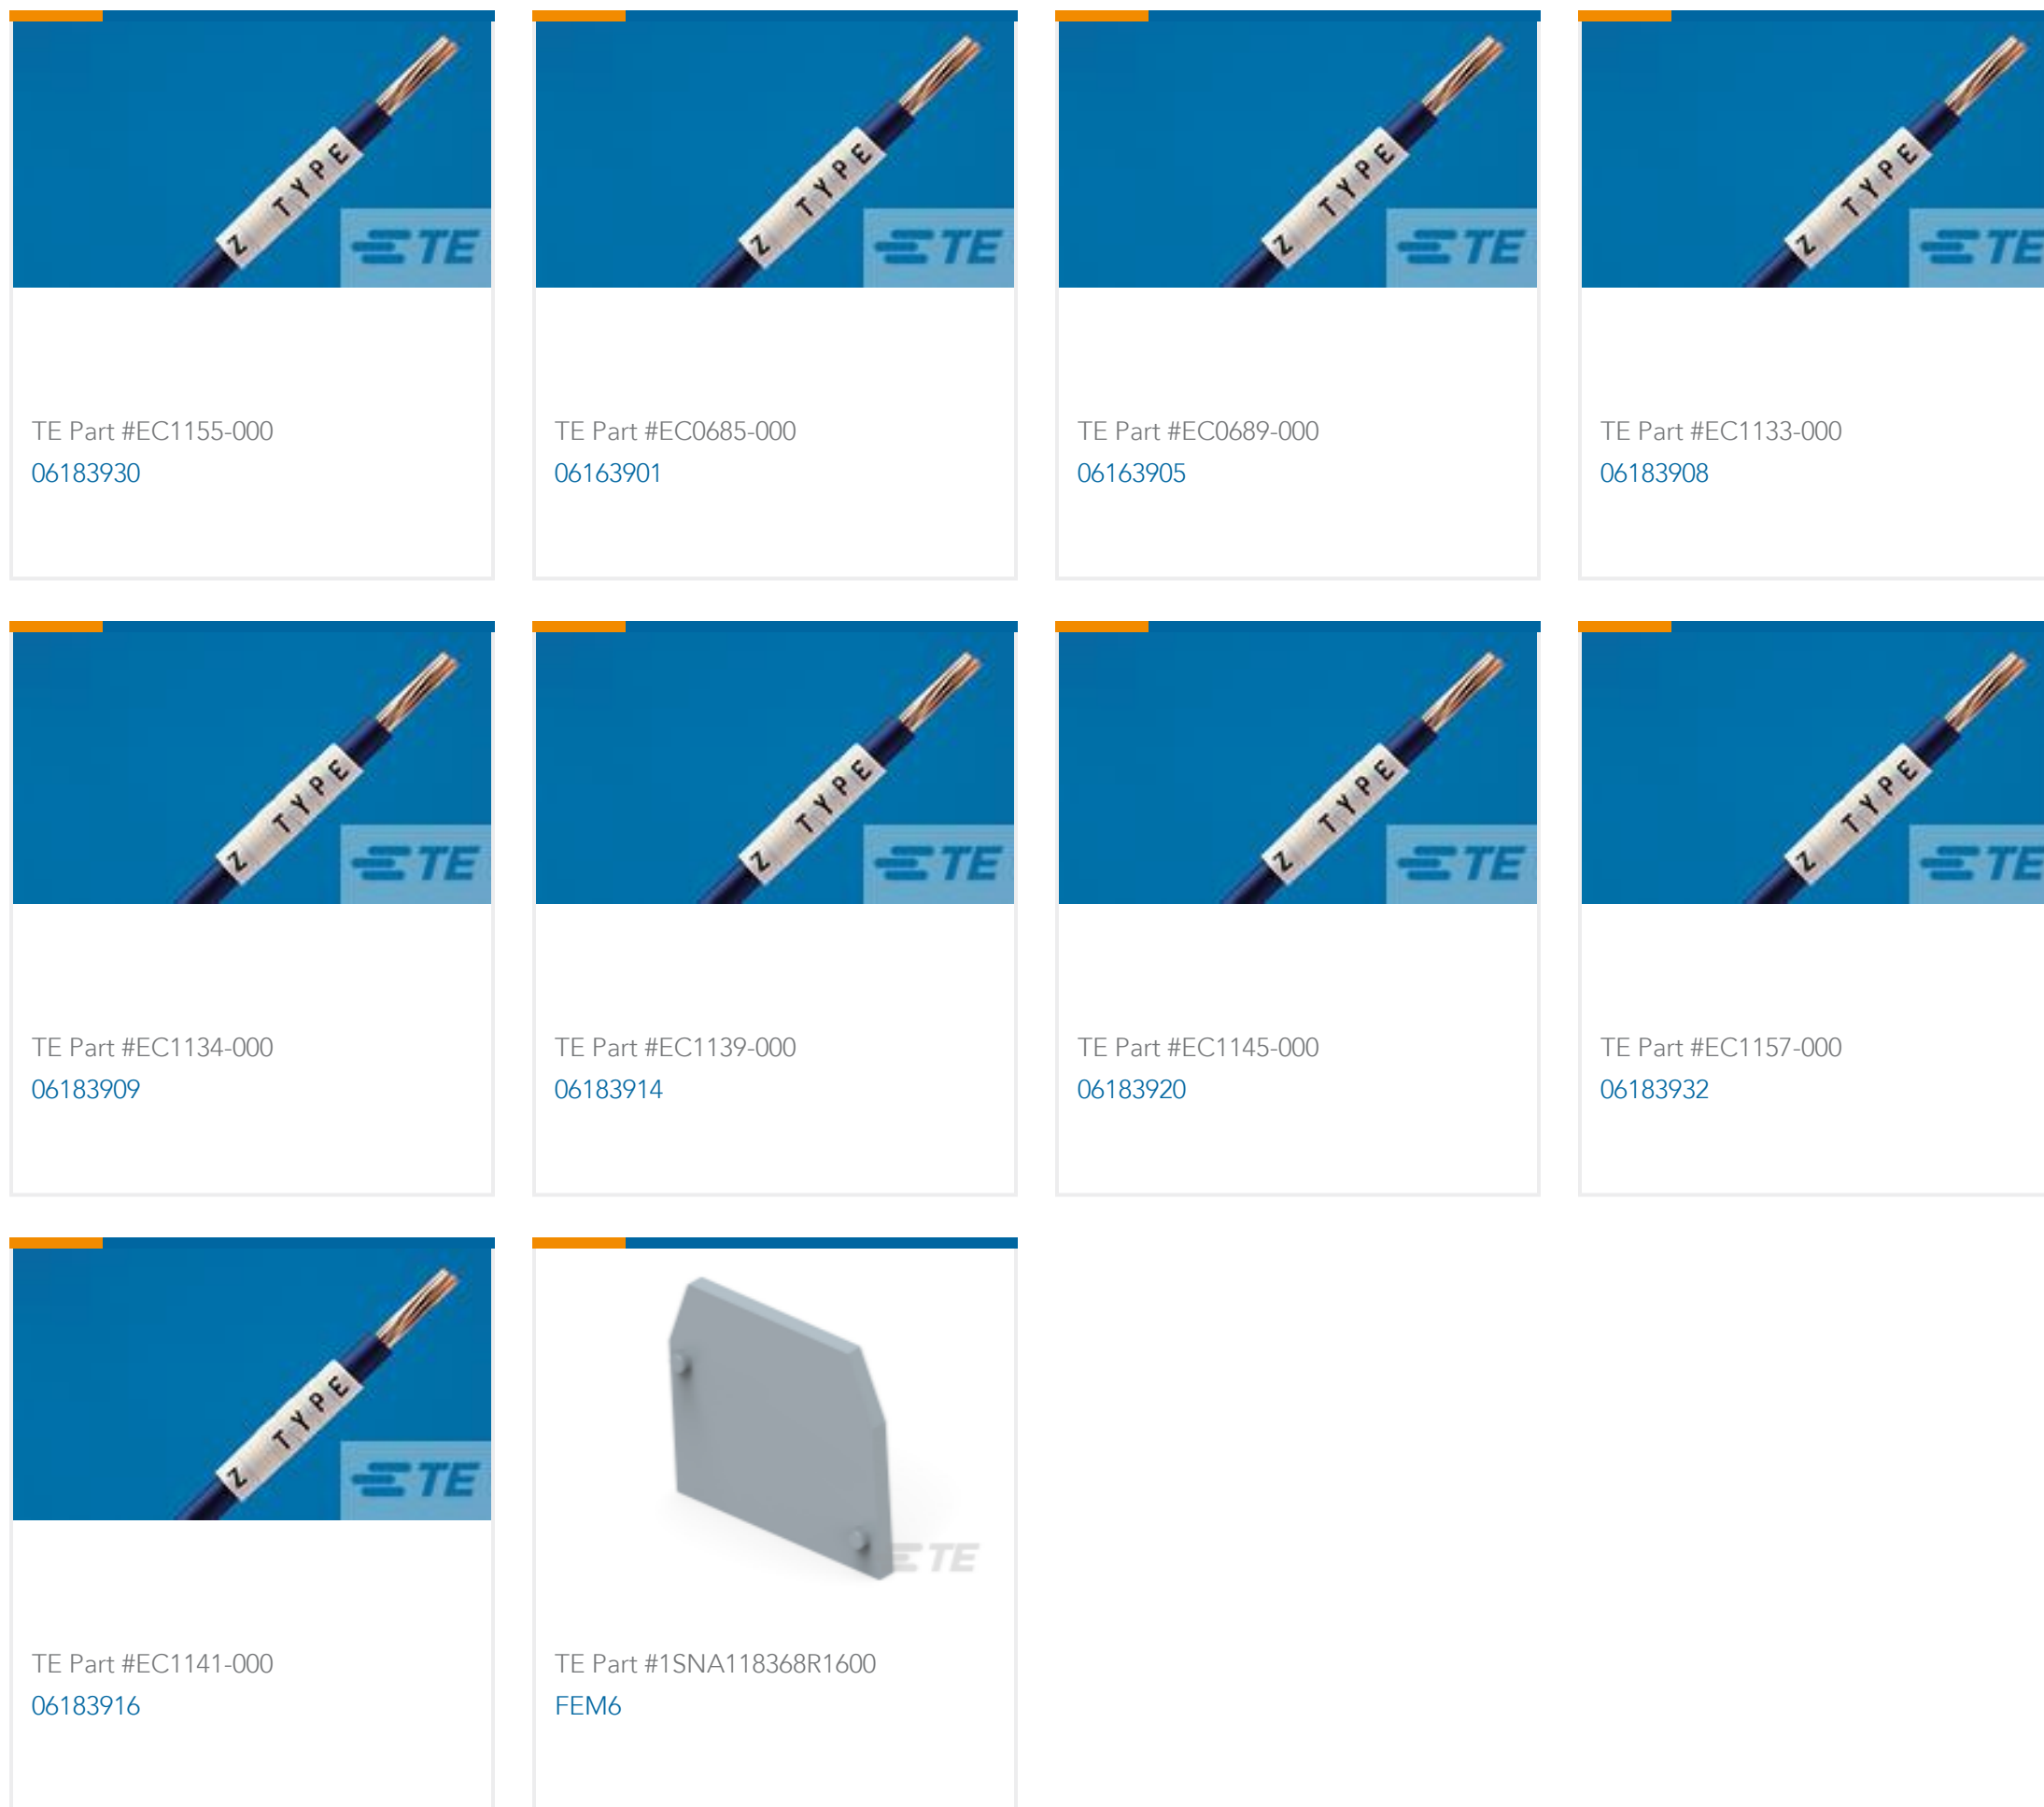 Z TYPE
TE
Z TYPE
TE
Z TYPE
TE
Z TYPE
TE
TE Part #EC1155-000
06183930
TE Part #EC0685-000
06163901
TE Part #EC0689-000
06163905
TE Part #EC1133-000
06183908
Z TYPE
TE
Z TYPE
TE
Z TYPE
TE
Z TYPE
TE
TE Part #EC1134-000
06183909
TE Part #EC1139-000
06183914
TE Part #EC1145-000
06183920
TE Part #EC1157-000
06183932
Z TYPE
TE
TE
TE Part #EC1141-000
06183916
TE Part #1SNA118368R1600
FEM6